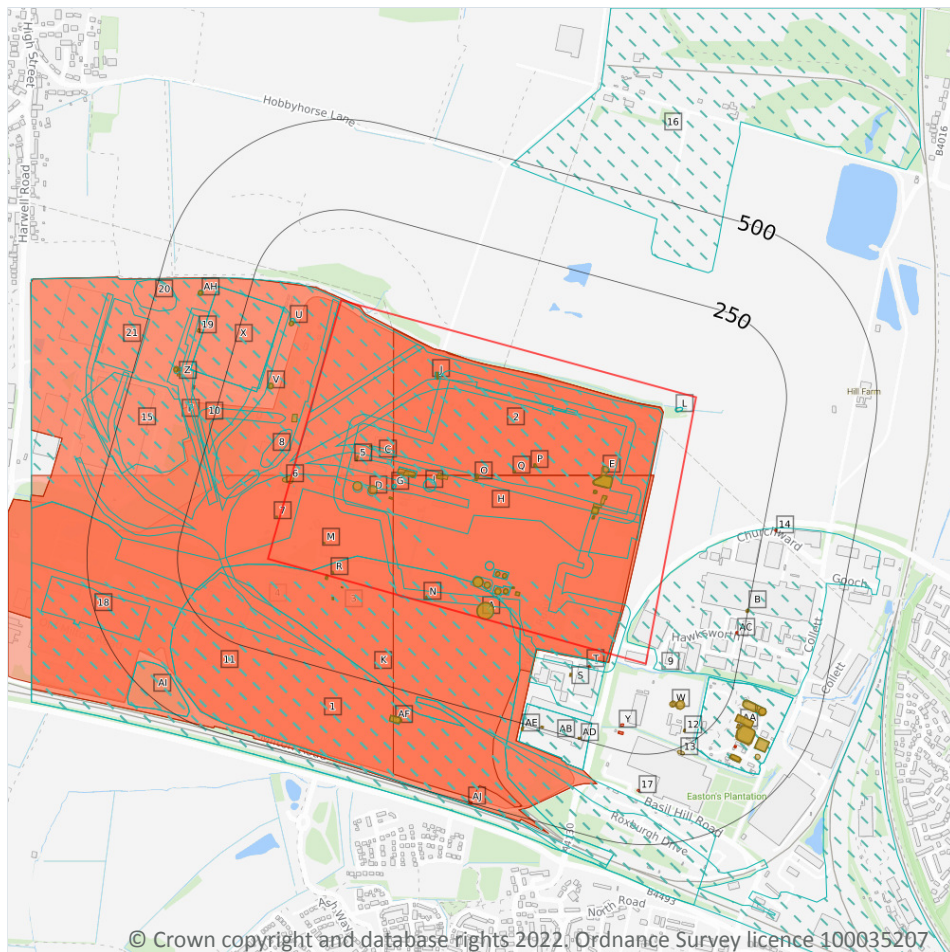 High Street
Hobbyhorse Lane
16
B4016
Harwell Road
500
250
20
AH
U
19
21
X
Z
J
V
Hill Farm
L
10
15
2
8
C
5
P
Q
E
6
O
D
G
H
7
14
Churchward
M
R
Gooch
N
B
18
A
AC
Hawksworth
Collett
11
K
T
9
S
Collett
AI
W
1
AF
AA
AE
Y
12
AB
AD
13
17
AJ
Easton's Plantation
Basil Hill Road
Roxburgh Drive
A4130
B4493
North Road
© Crown copyright and database rights 2022. Ordnance Survey licence 100035207